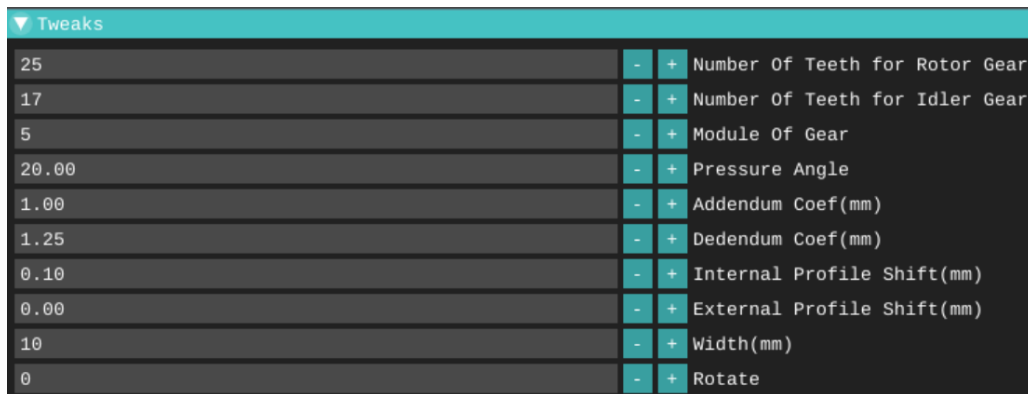 Tweaks
25 - + Number Of Teeth for Rotor Gear
17 - + Number Of Teeth for Idler Gear
5 - + Module Of Gear
20.00 - + Pressure Angle
1.00 - + Addendum Coef(mm)
1.25 - + Dedendum Coef(mm)
0.10 - + Internal Profile Shift(mm)
0.00 - + External Profile Shift(mm)
10 - + Width(mm)
0 - + Rotate